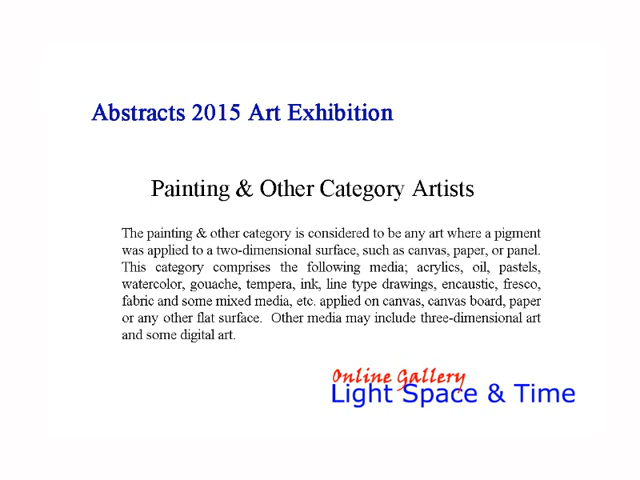 Abstracts 2015 Art Exhibition
Painting & Other Category Artists
The painting & other category is considered to be any art where a pigment
was applied to a two-dimensional surface, such as canvas, paper, or panel.
This category comprises the following media; acrylics, oil, pastels,
watercolor, gouache, tempera, ink, line type drawings, encaustic, fresco,
fabric and some mixed media, etc. applied on canvas, canvas board, paper
or any other flat surface.  Other media may include three-dimensional art
and some digital art.
Online Gallery
Light Space & Time